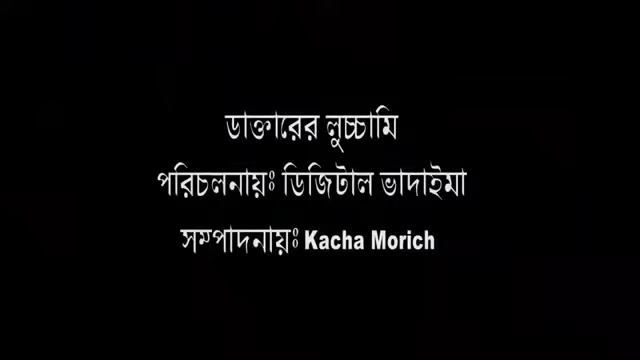 ডাক্তারের লুচ্চামি
পরিচলনায়ঃ ডিজিটাল ভাদাইমা
সম্পাদনায়ঃ Kacha Morich